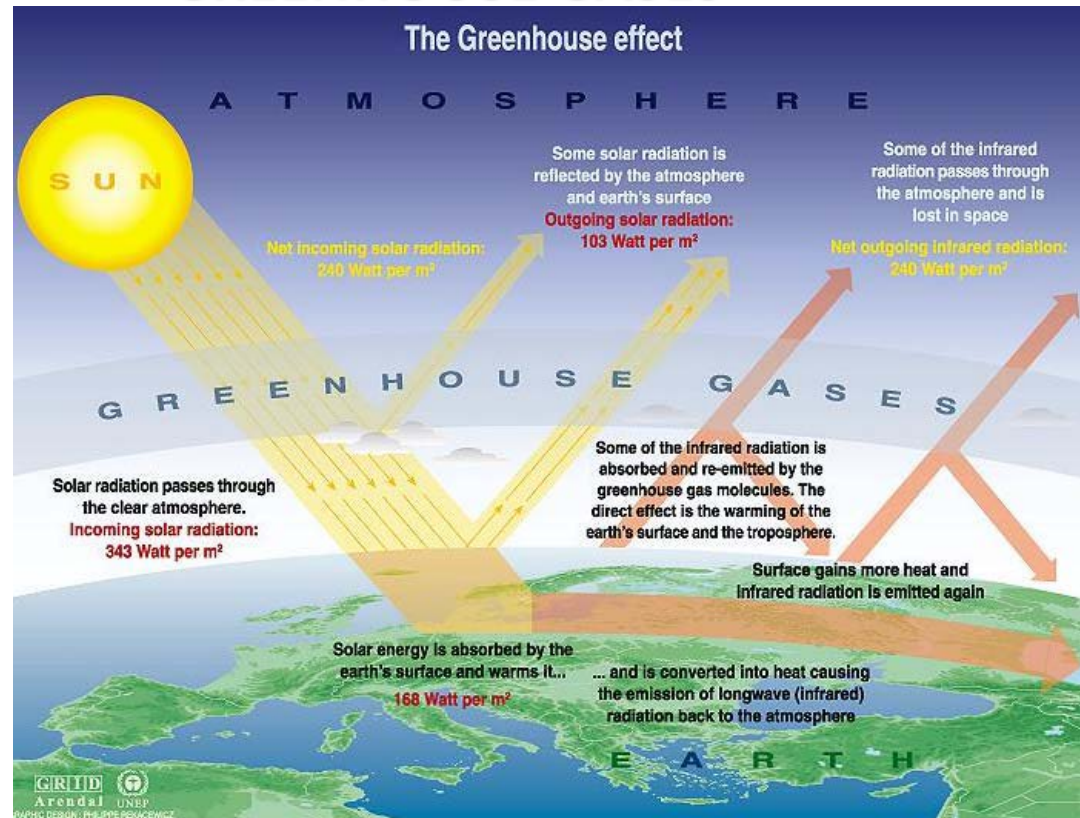 The Greenhouse effect
A T M O S P H E R E
S U N
Some solar radiation is
reflected by the atmosphere
and earth's surface
Outgoing solar radiation:
103 Watt per m²
Some of the infrared
radiation passes through
the atmosphere and is
lost in space
Net outgoing infrared radiation:
240 Watt per m²
Net incoming solar radiation:
240 Watt per m²
G R E E N H O U S E G A S E S
Solar radiation passes through
the clear atmosphere.
Incoming solar radiation:
343 Watt per m²
Some of the infrared radiation is
absorbed and re-emitted by the
greenhouse gas molecules. The
direct effect is the warming of the
earth's surface and the troposphere.
Surface gains more heat and
infrared radiation is emitted again
Solar energy is absorbed by the
earth's surface and warms it...
168 Watt per m²
... and is converted into heat causing
the emission of longwave (infrared)
radiation back to the atmosphere
E A R T H
GRID
Arendal UNEP
RAPHIC DESIGN : PHILIPPE REKACEWICZ